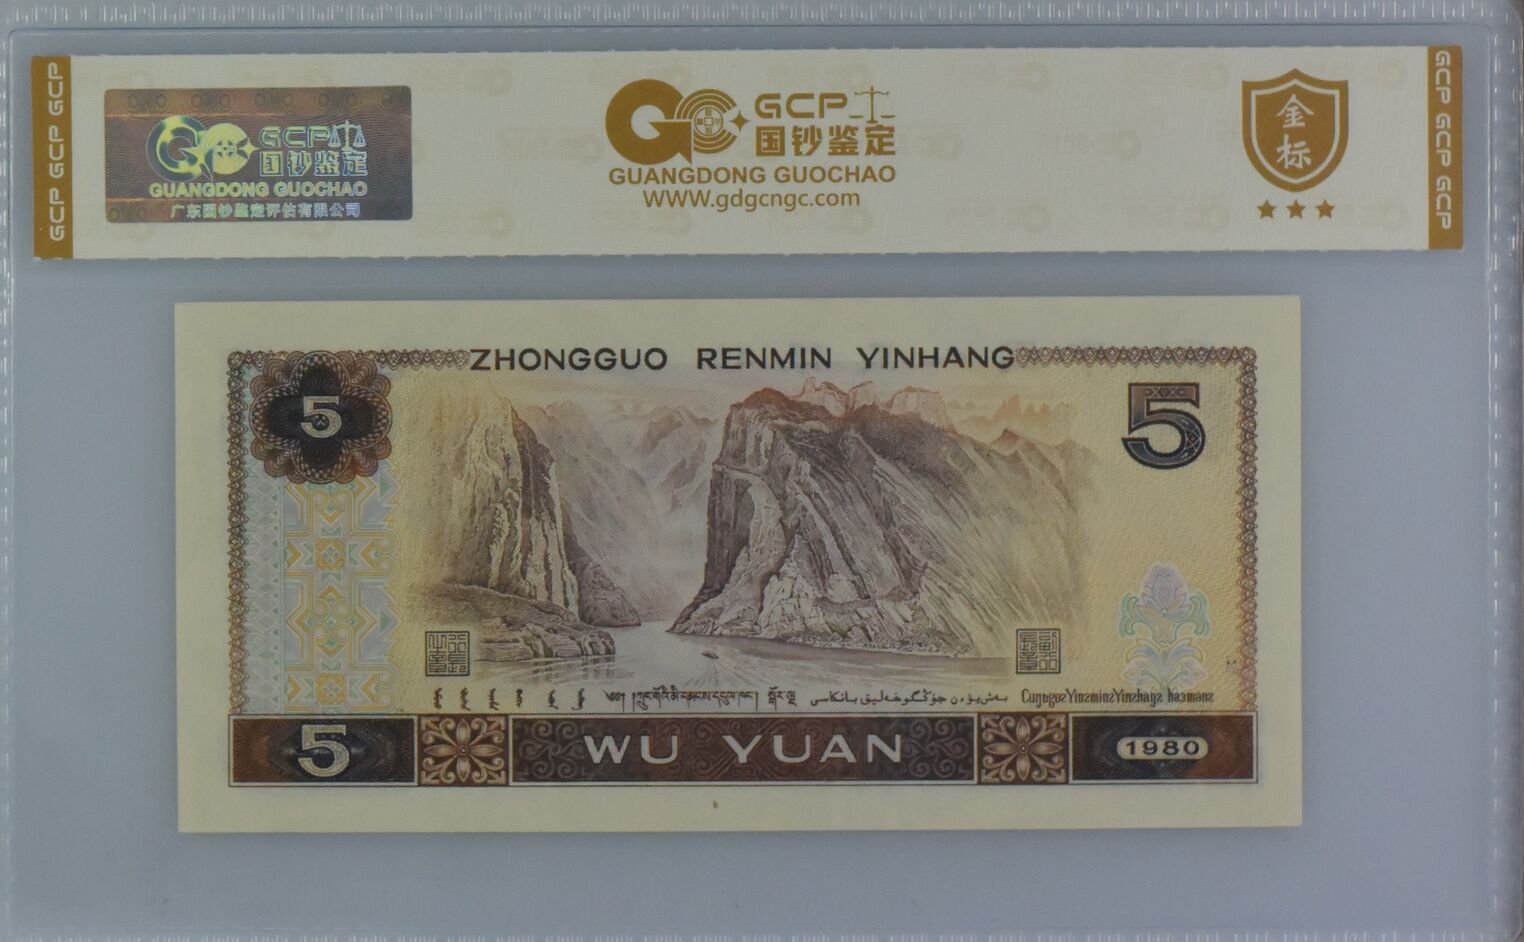 GCP GCP GCP
GCP
国钞鉴定
GUANGDONG GUOCHAO
广东国钞鉴定评估有限公司
GCP
国钞鉴定
GUANGDONG GUOCHAO
WWW.gdgcngc.com
金
标
GCP GCP GCP
ZHONGGUO RENMIN YINHANG
5
5
5
WU YUAN
1980